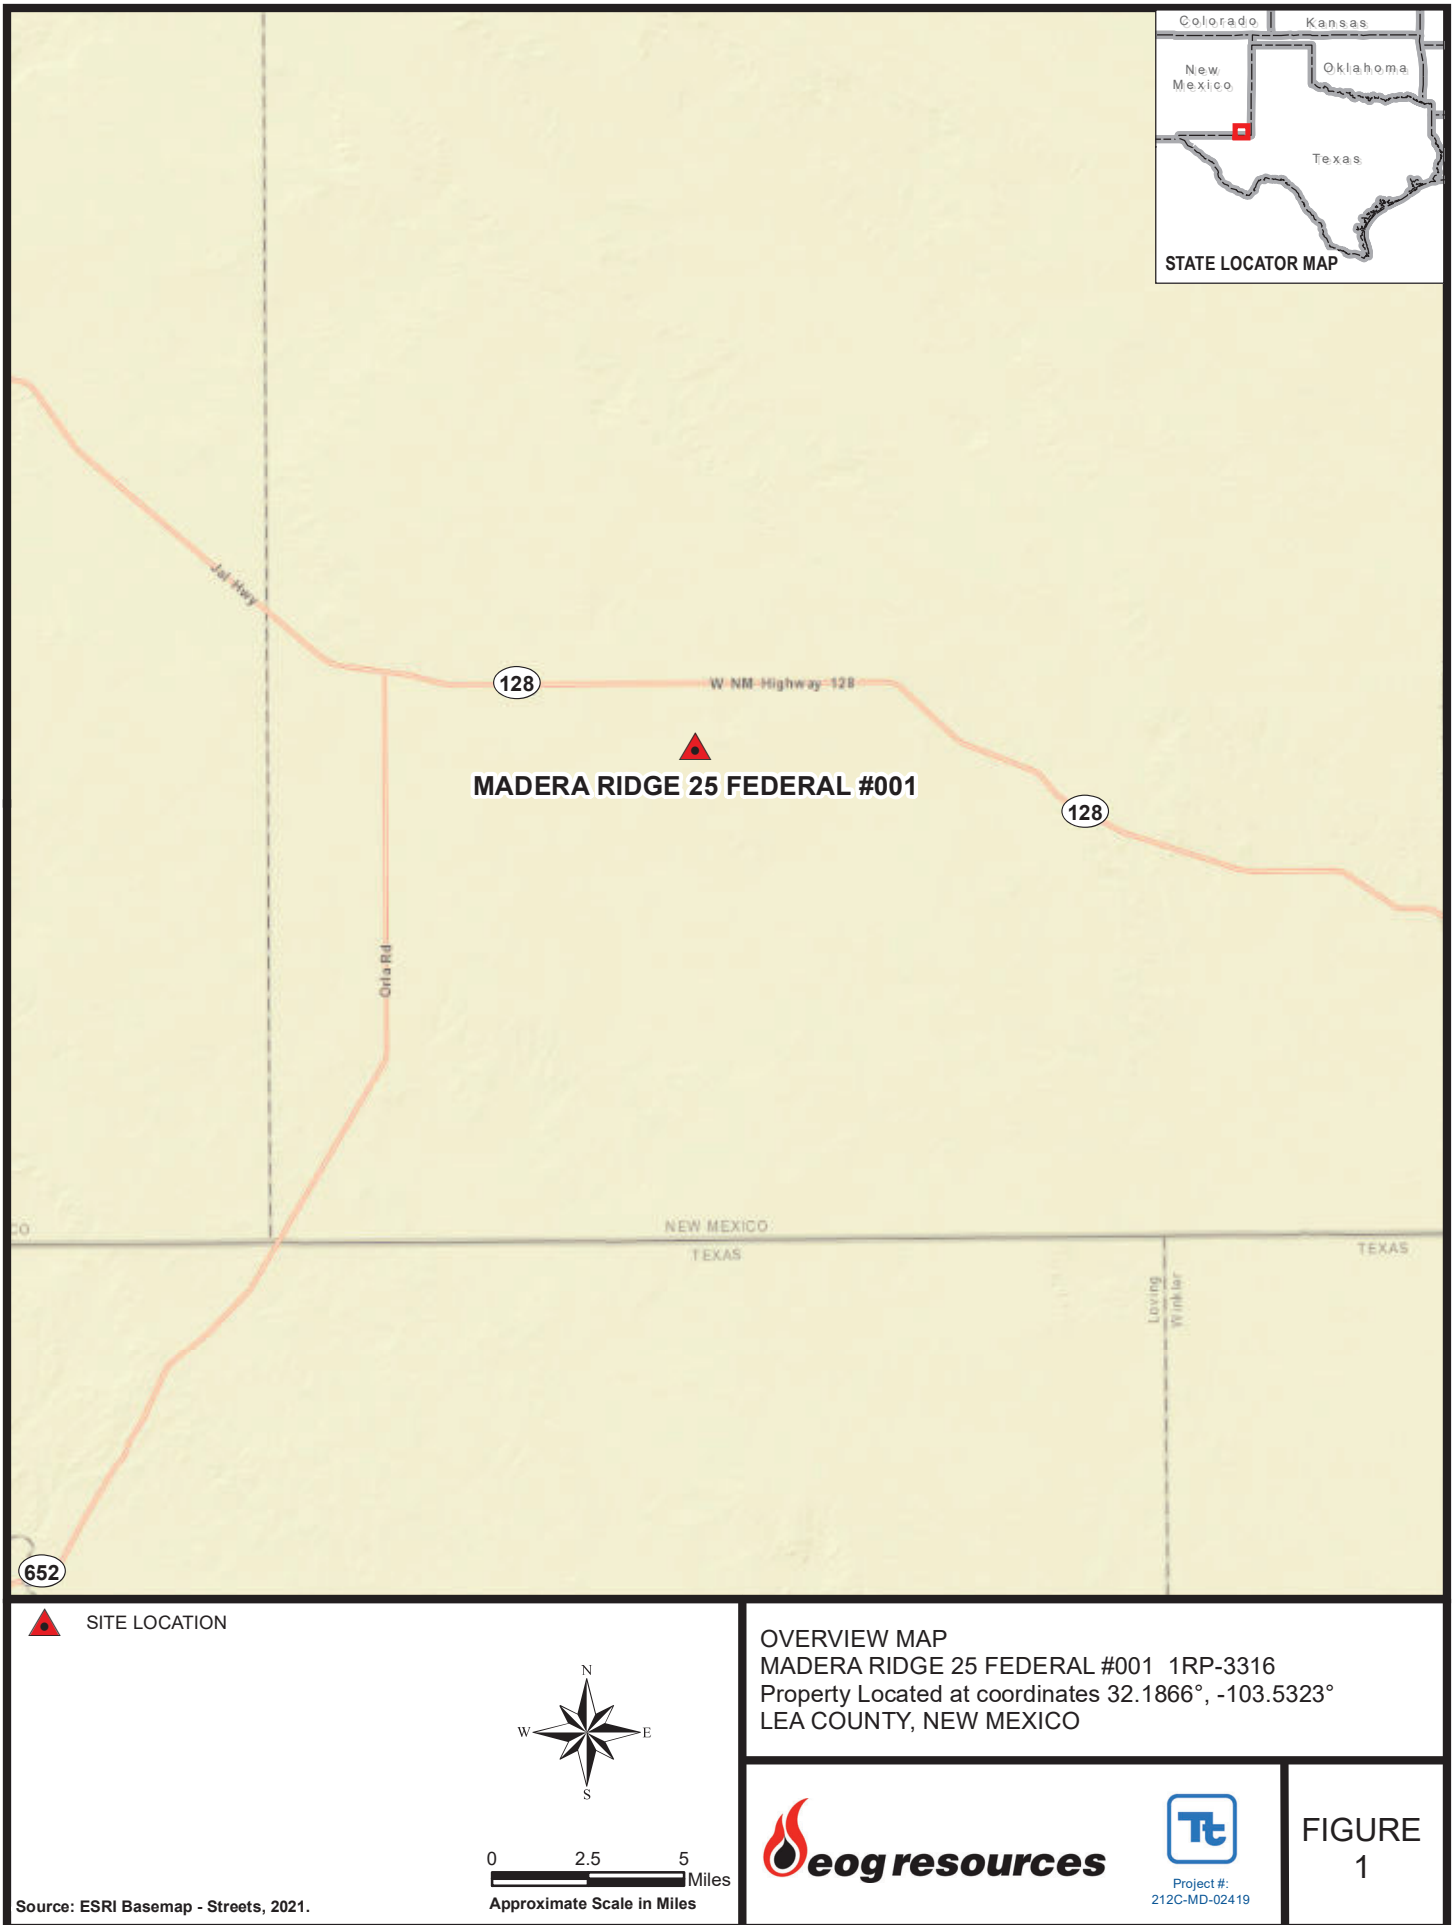 Colorado
Kansas
New
Mexico
Oklahoma
Texas
STATE LOCATOR MAP
Jal Hwy
128
W NM Highway 128
MADERA RIDGE 25 FEDERAL #001
128
Orla Rd
CO
NEW MEXICO
TEXAS
TEXAS
Loving
Winkler
652
SITE LOCATION
N
W
E
S
0 2.5 5
Miles
Approximate Scale in Miles
Source: ESRI Basemap - Streets, 2021.
OVERVIEW MAP
MADERA RIDGE 25 FEDERAL #001 1RP-3316
Property Located at coordinates 32.1866°, -103.5323°
LEA COUNTY, NEW MEXICO
eog resources
Tt
Project #:
212C-MD-02419
FIGURE
1